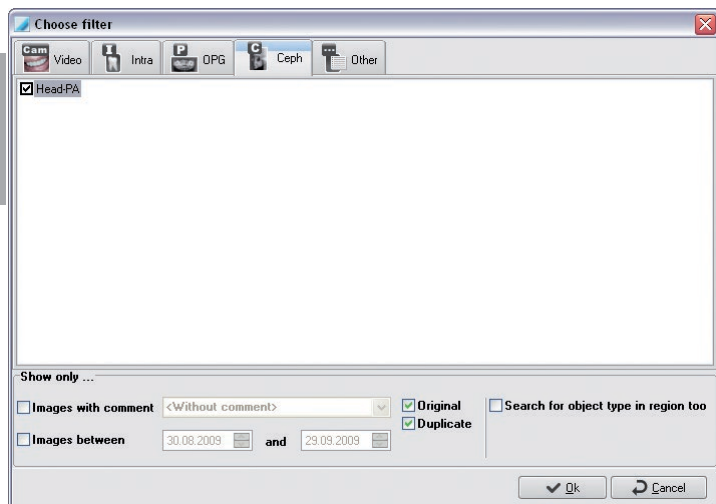 Choose filter
Cam Video I Intra P OPG C Ceph ... Other
Head-PA
Show only ...
Images with comment <Without comment> Original Search for object type in region too
Duplicate
Images between 30.08.2009 and 29.09.2009
Ok Cancel